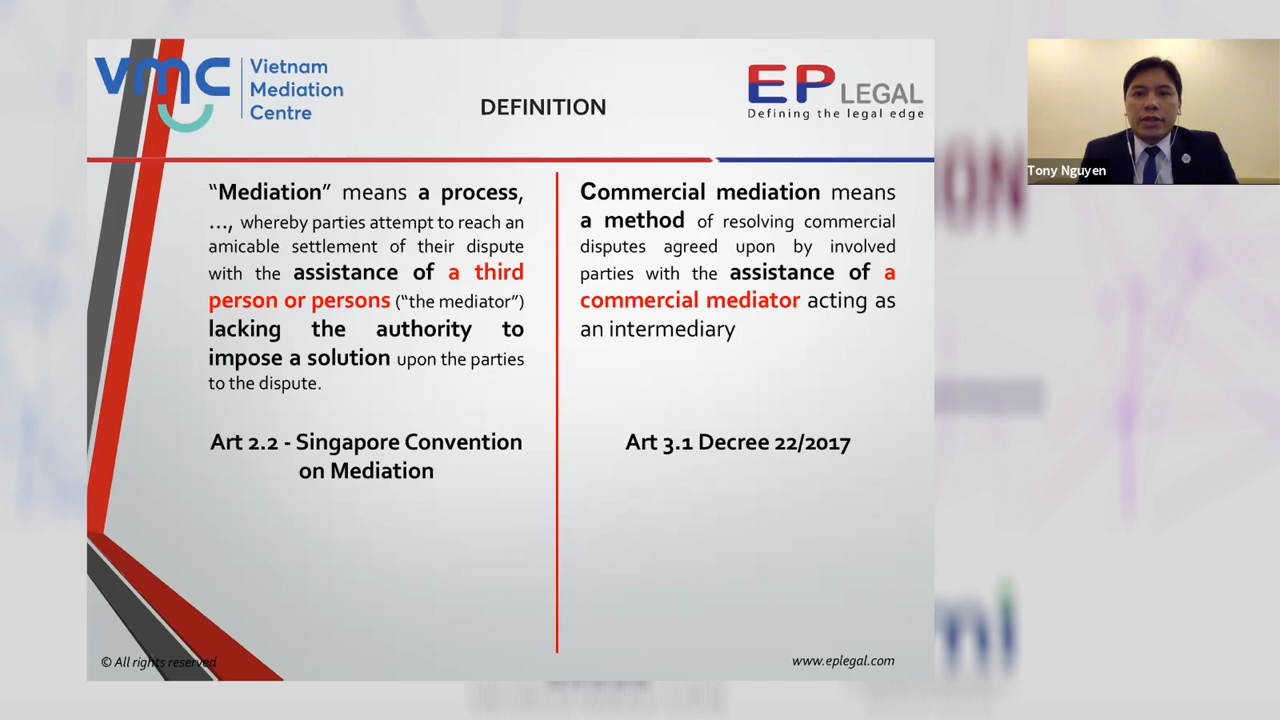 vmc
Vietnam
Mediation
Centre
DEFINITION
EP LEGAL
Defining the legal edge
Tony Nguyen
“Mediation” means a process,
..., whereby parties attempt to reach an
amicable settlement of their dispute
with the assistance of a third
person or persons (“the mediator”)
lacking the authority to
impose a solution upon the parties
to the dispute.
Art 2.2 - Singapore Convention
on Mediation
Commercial mediation means
a method of resolving commercial
disputes agreed upon by involved
parties with the assistance of a
commercial mediator acting as
an intermediary
Art 3.1 Decree 22/2017
© All rights reserved
www.eplegal.com
ON